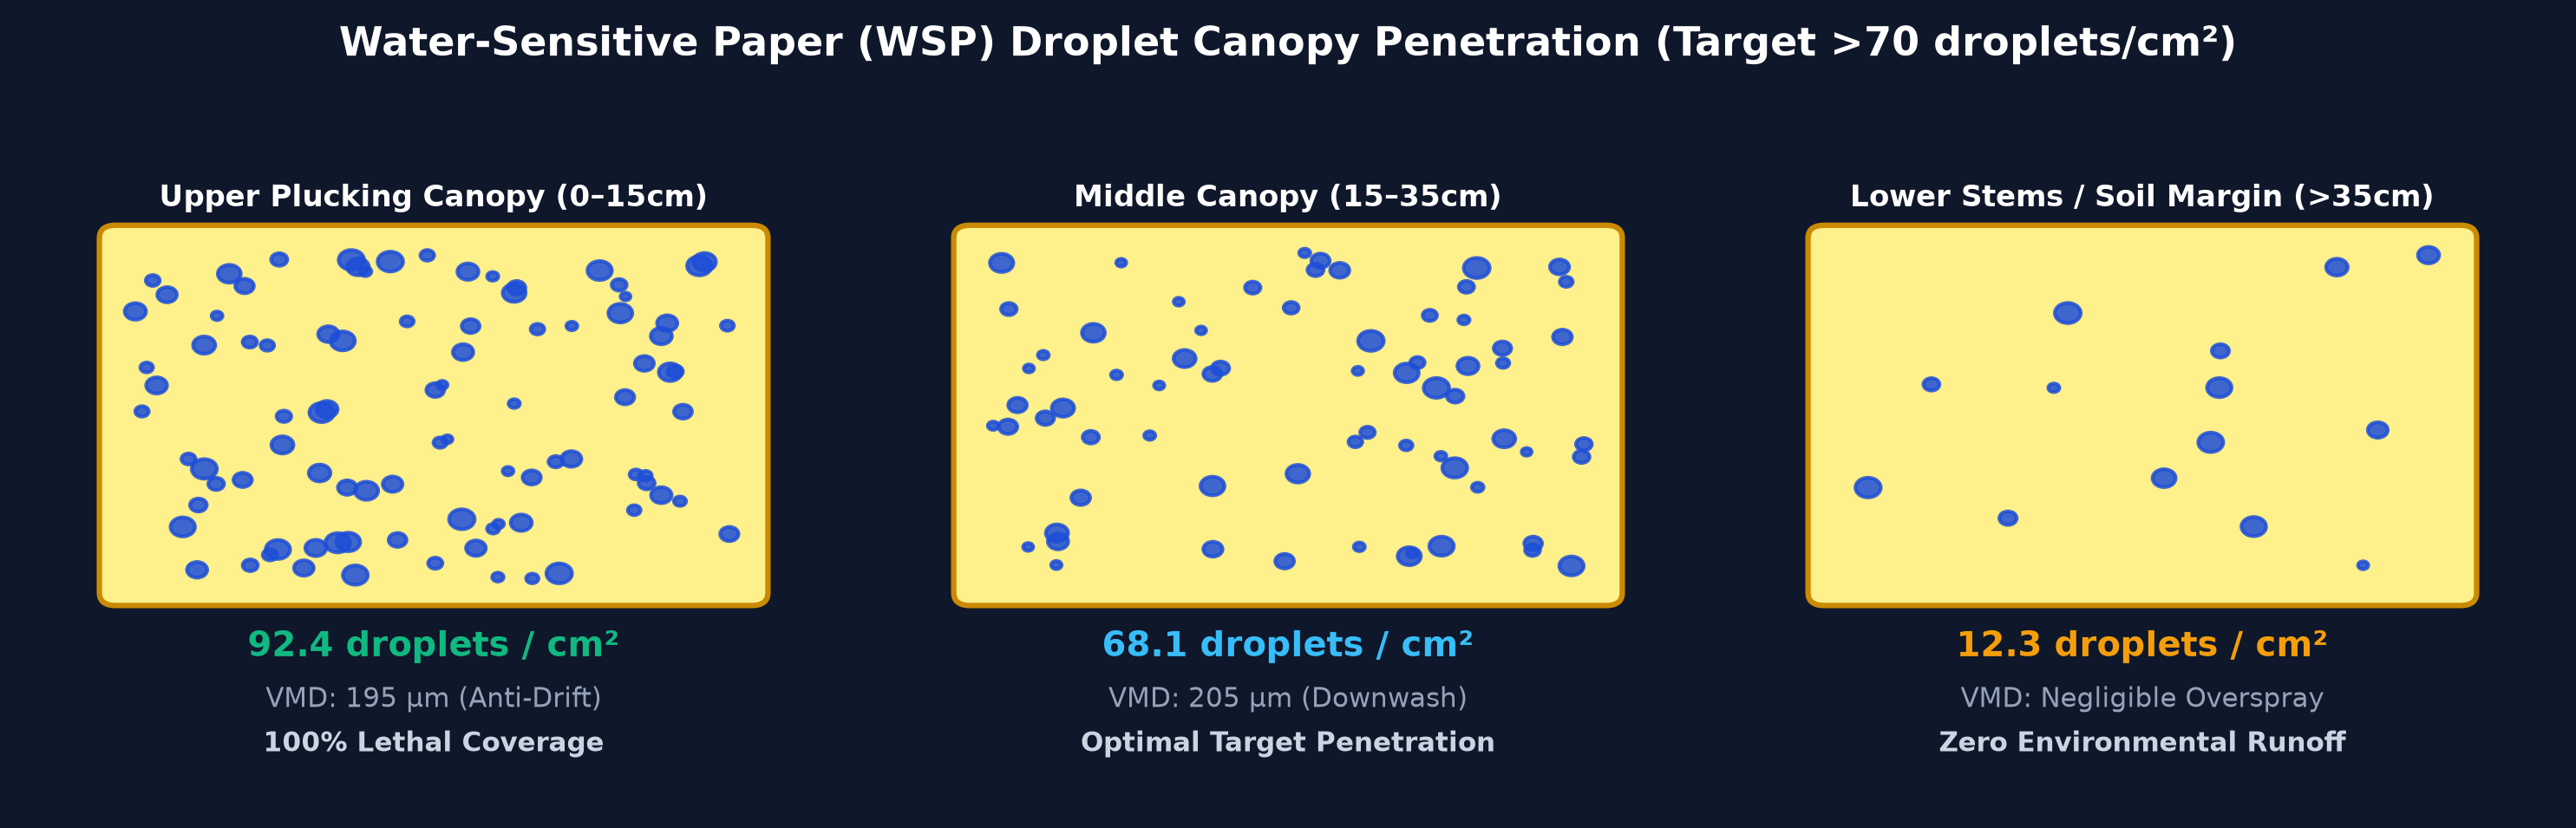 Water-Sensitive Paper (WSP) Droplet Canopy Penetration (Target >70 droplets/cm²)
Upper Plucking Canopy (0–15cm)
92.4 droplets / cm²
VMD: 195 µm (Anti-Drift)
100% Lethal Coverage
Middle Canopy (15–35cm)
68.1 droplets / cm²
VMD: 205 µm (Downwash)
Optimal Target Penetration
Lower Stems / Soil Margin (>35cm)
12.3 droplets / cm²
VMD: Negligible Overspray
Zero Environmental Runoff